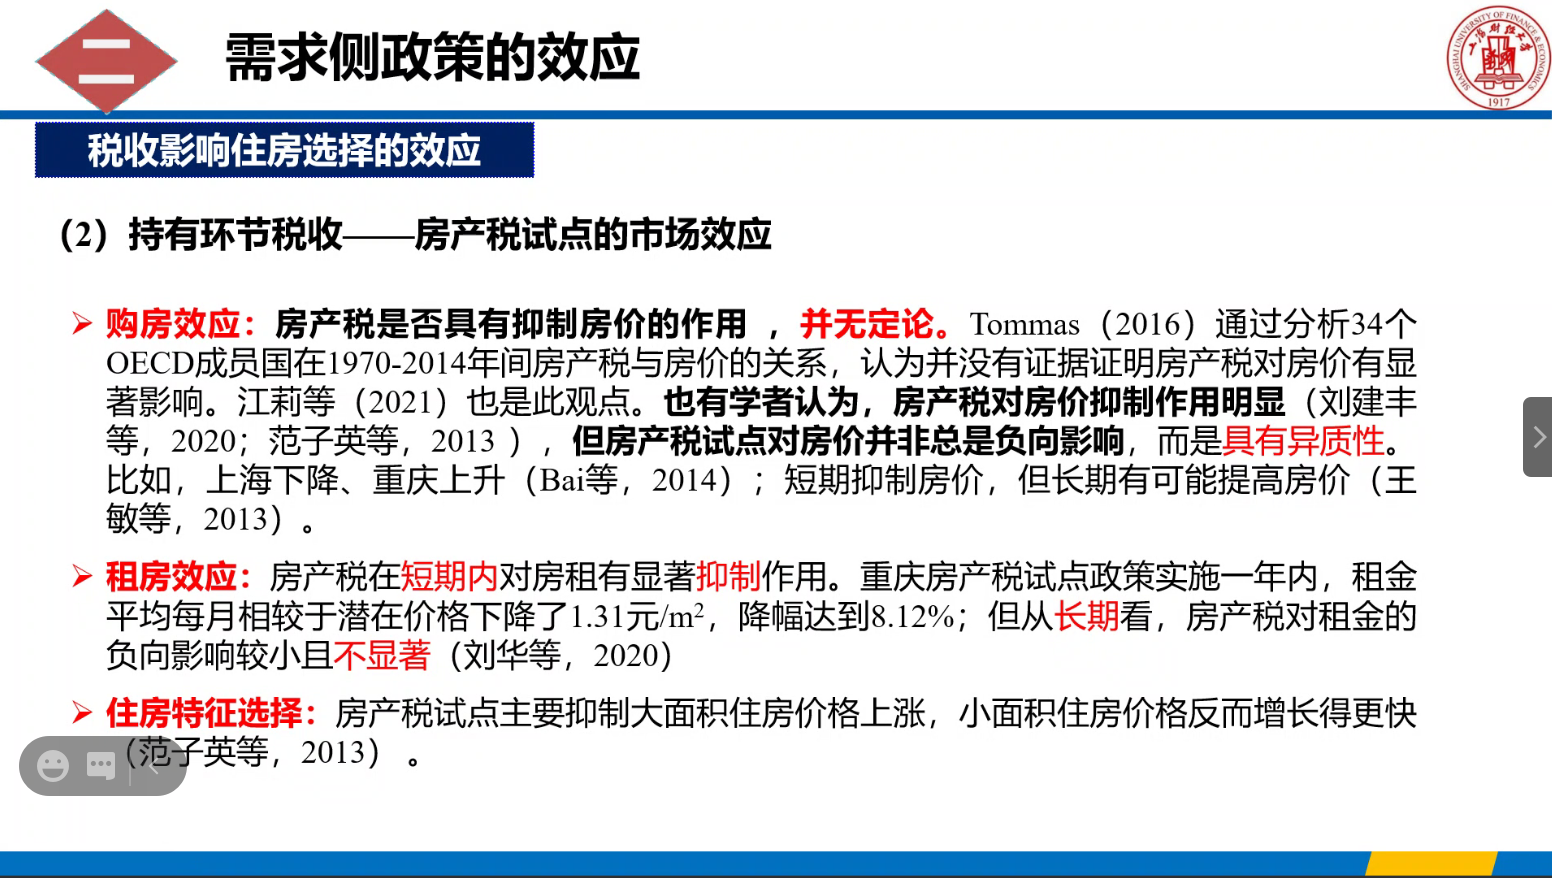 二
需求侧政策的效应
SHANGHAI UNIVERSITY OF FINANCE & ECONOMICS
上海财经大学
1917
税收影响住房选择的效应
（2）持有环节税收——房产税试点的市场效应
购房效应：房产税是否具有抑制房价的作用 ，并无定论。Tommas（2016）通过分析34个
OECD成员国在1970-2014年间房产税与房价的关系，认为并没有证据证明房产税对房价有显
著影响。江莉等（2021）也是此观点。也有学者认为，房产税对房价抑制作用明显（刘建丰
等，2020；范子英等，2013 ），但房产税试点对房价并非总是负向影响，而是具有异质性。
比如，上海下降、重庆上升（Bai等，2014）；短期抑制房价，但长期有可能提高房价（王
敏等，2013）。
租房效应：房产税在短期内对房租有显著抑制作用。重庆房产税试点政策实施一年内，租金
平均每月相较于潜在价格下降了1.31元/m²，降幅达到8.12%；但从长期看，房产税对租金的
负向影响较小且不显著（刘华等，2020）
住房特征选择：房产税试点主要抑制大面积住房价格上涨，小面积住房价格反而增长得更快
（范子英等，2013） 。